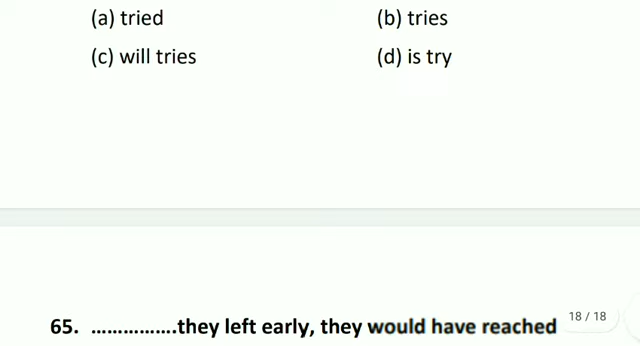 (a) tried (b) tries
(c) will tries (d) is try
18 / 18
65. ................they left early, they would have reached